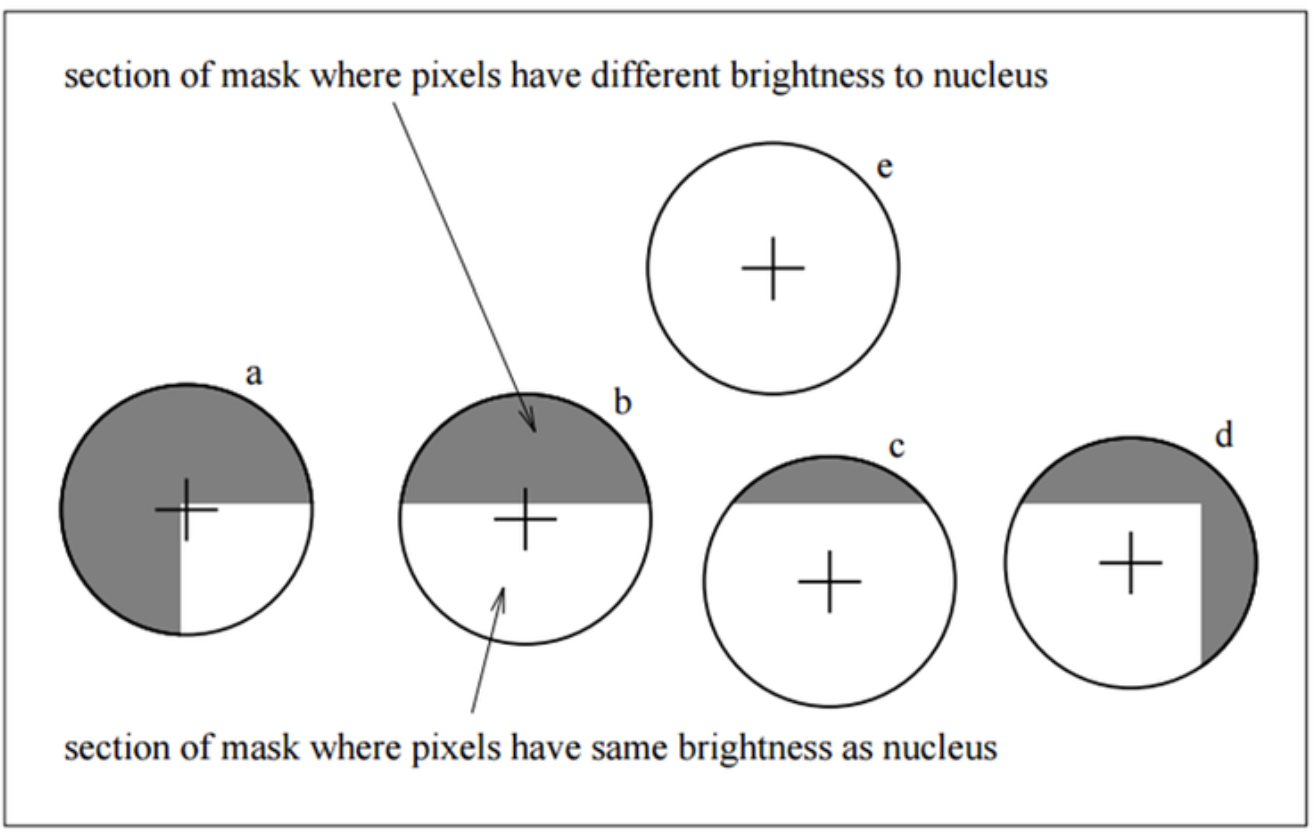 section of mask where pixels have different brightness to nucleus
e
a
b
c
d
section of mask where pixels have same brightness as nucleus